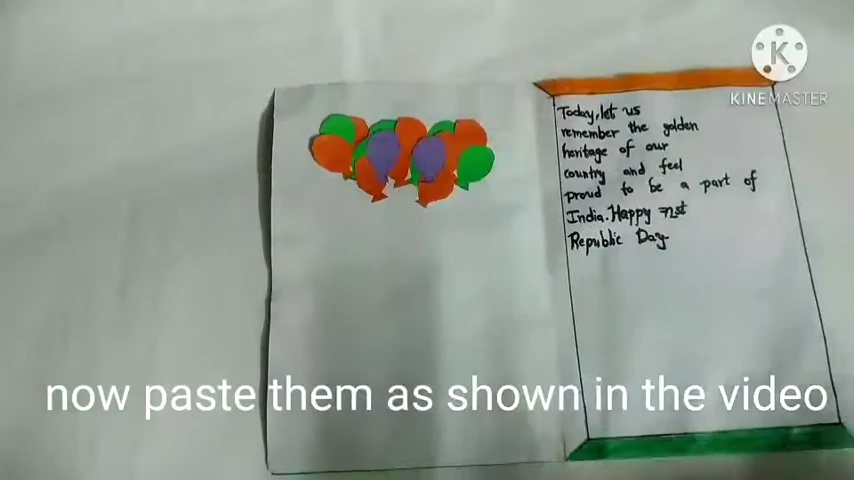 K
KINEMASTER
Today, let us
remember the golden
heritage of our
country and feel
proud to be a part of
India. Happy 71st
Republic Day
now paste them as shown in the video